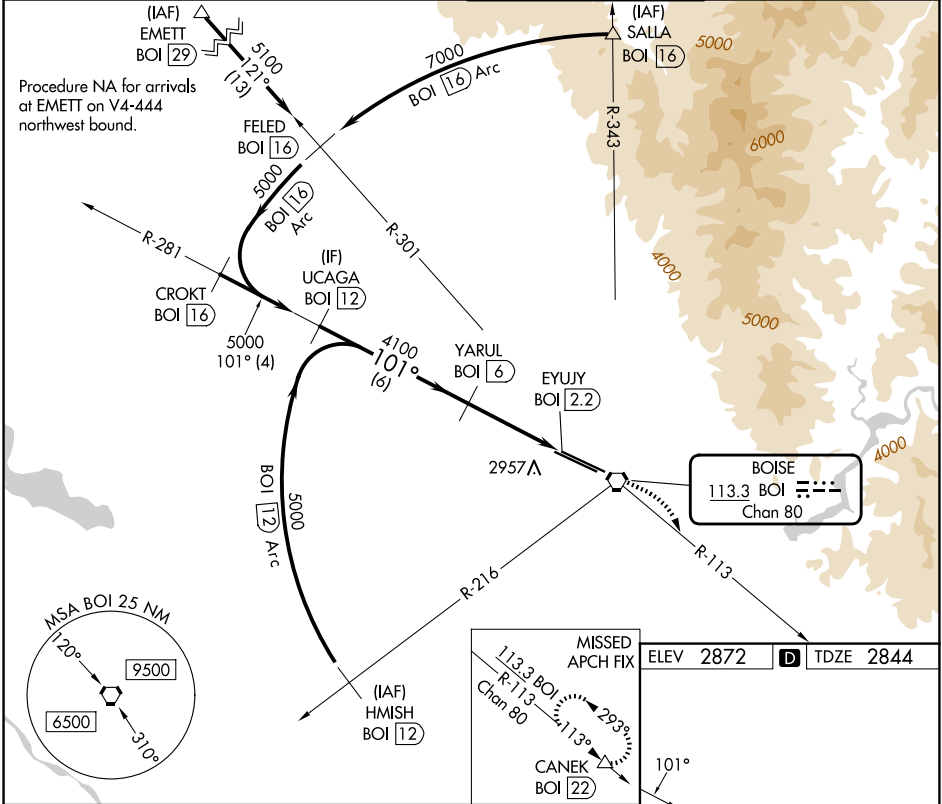 (IAF)
EMETT
BOI 29
5100
121°
(13)
Procedure NA for arrivals
at EMETT on V4-444
northwest bound.
7000
BOI 16 Arc
(IAF)
SALLA
BOI 16
R-343
5000
6000
4000
5000
4000
FELED
BOI 16
5000
BOI 16
Arc
R-301
R-281
CROKT
BOI 16
5000
101° (4)
(IF)
UCAGA
BOI 12
4100
101°
(6)
YARUL
BOI 6
EYUJY
BOI 2.2
2957
BOISE
113.3 BOI
Chan 80
BOI 12 Arc
5000
R-216
R-113
(IAF)
HMISH
BOI 12
MSA BOI 25 NM
120°
9500
6500
310°
MISSED
APCH FIX
113.3 BOI
R-113
Chan 80
293°
113°
CANEK
BOI 22
ELEV 2872 D TDZE 2844
101°